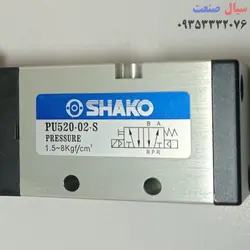 سیال صنعت
۰۹۳۵۳۳۳۲۰۷۶
SHAKO
PU520-02-S
PRESSURE
1.5~8Kgf/cm²
B A
R P R